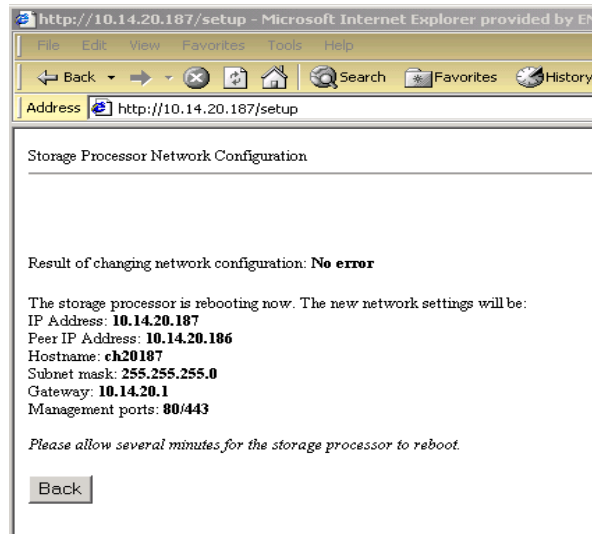 http://10.14.20.187/setup - Microsoft Internet Explorer provided by
File Edit View Favorites Tools Help
Back Search Favorites History
Address http://10.14.20.187/setup
Storage Processor Network Configuration
Result of changing network configuration: No error
The storage processor is rebooting now. The new network settings will be:
IP Address: 10.14.20.187
Peer IP Address: 10.14.20.186
Hostname: ch20187
Subnet mask: 255.255.255.0
Gateway: 10.14.20.1
Management ports: 80/443
Please allow several minutes for the storage processor to reboot.
Back